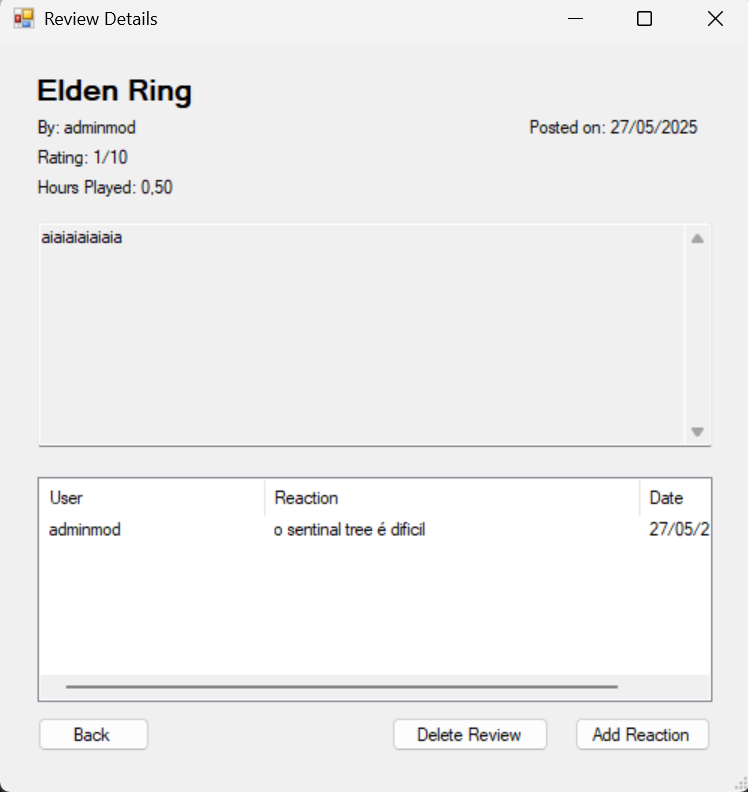 Review Details
Elden Ring
By: adminmod
Posted on: 27/05/2025
Rating: 1/10
Hours Played: 0,50
aiaiaiaiaiaia
User Reaction Date
adminmod o sentinal tree é dificil 27/05/2
Back Delete Review Add Reaction